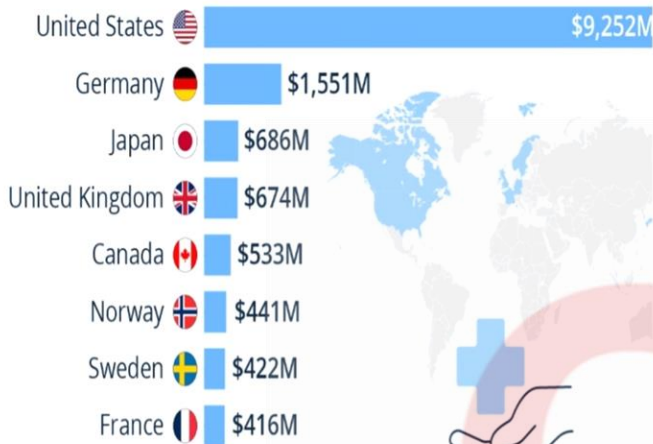 United States $9,252M
Germany $1,551M
Japan $686M
United Kingdom $674M
Canada $533M
Norway $441M
Sweden $422M
France $416M